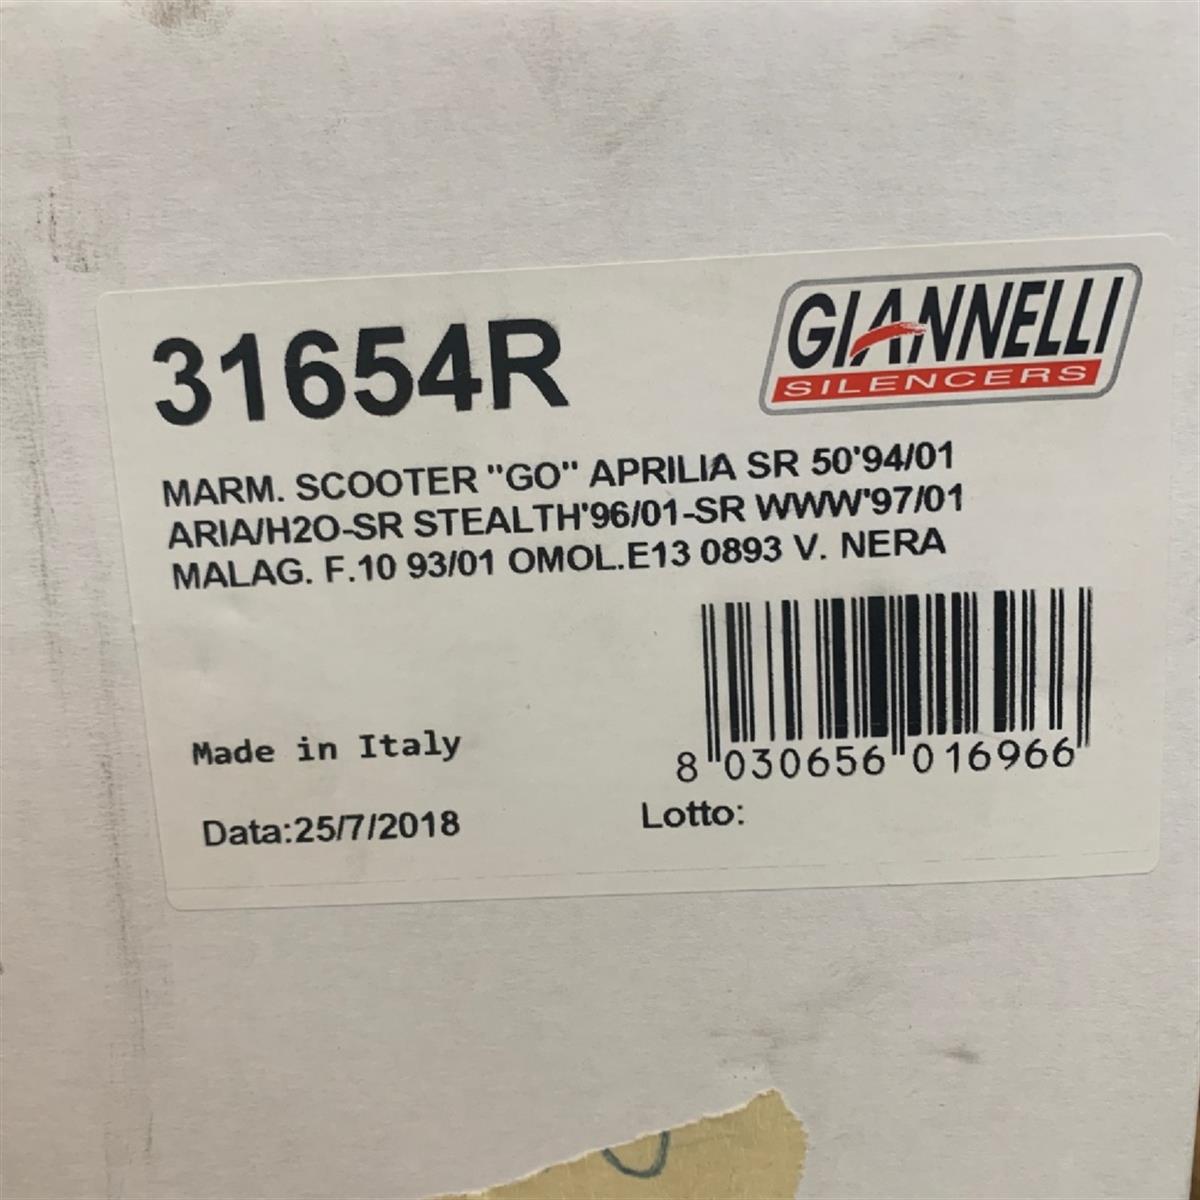 31654R
GIANNELLI
SILENCERS
MARM. SCOOTER "GO" APRILIA SR 50'94/01
ARIA/H2O-SR STEALTH'96/01-SR WWW'97/01
MALAG. F.10 93/01 OMOL.E13 0893 V. NERA
8 030656 016966
Made in Italy
Data:25/7/2018
Lotto: